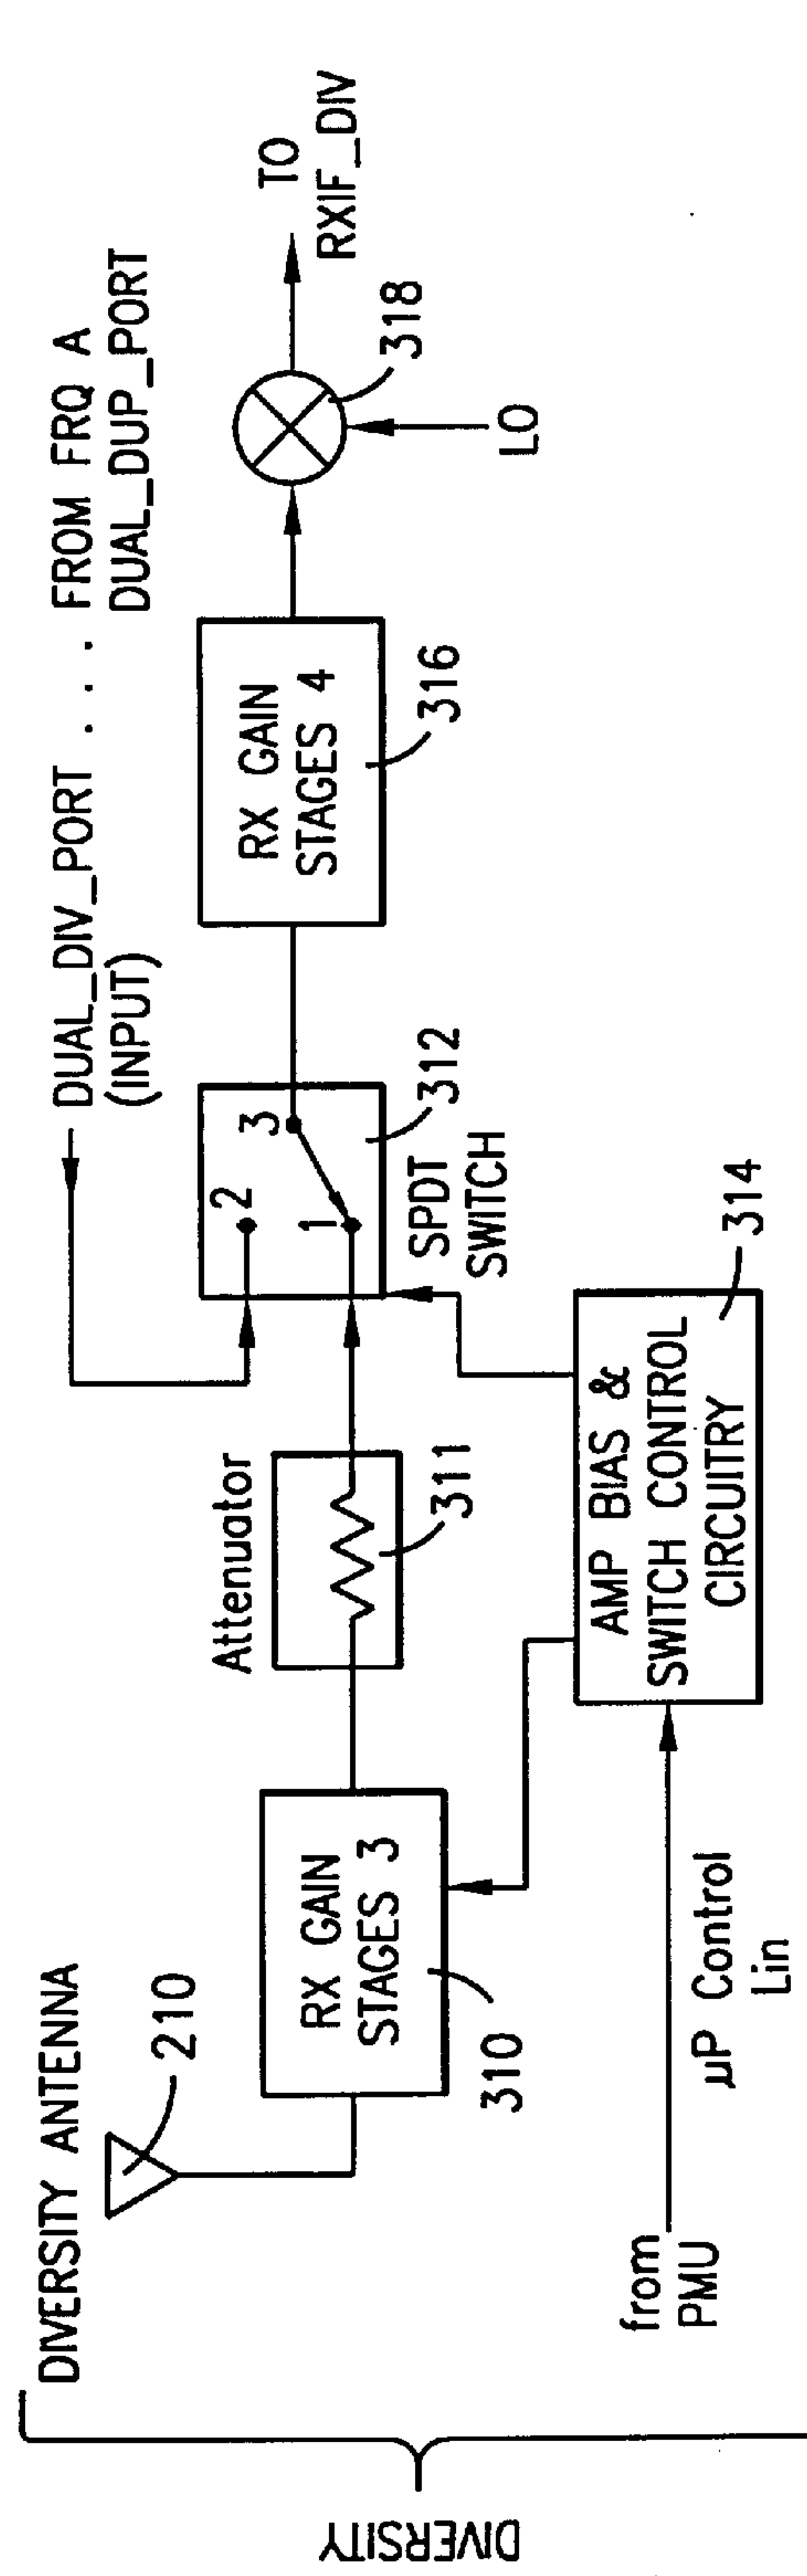 DIVERSITY
DIVERSITY ANTENNA
210
RX GAIN
STAGES 3
310
from
PMU
µP Control
Lin
Attenuator
311
AMP BIAS &
SWITCH CONTROL
CIRCUITRY
314
DUAL_DIV_PORT . . . FROM FRQ A
(INPUT)
DUAL_DUP_PORT
2
1
3
312
SPDT
SWITCH
RX GAIN
STAGES 4
316
318
LO
TO
RXIF_DIV